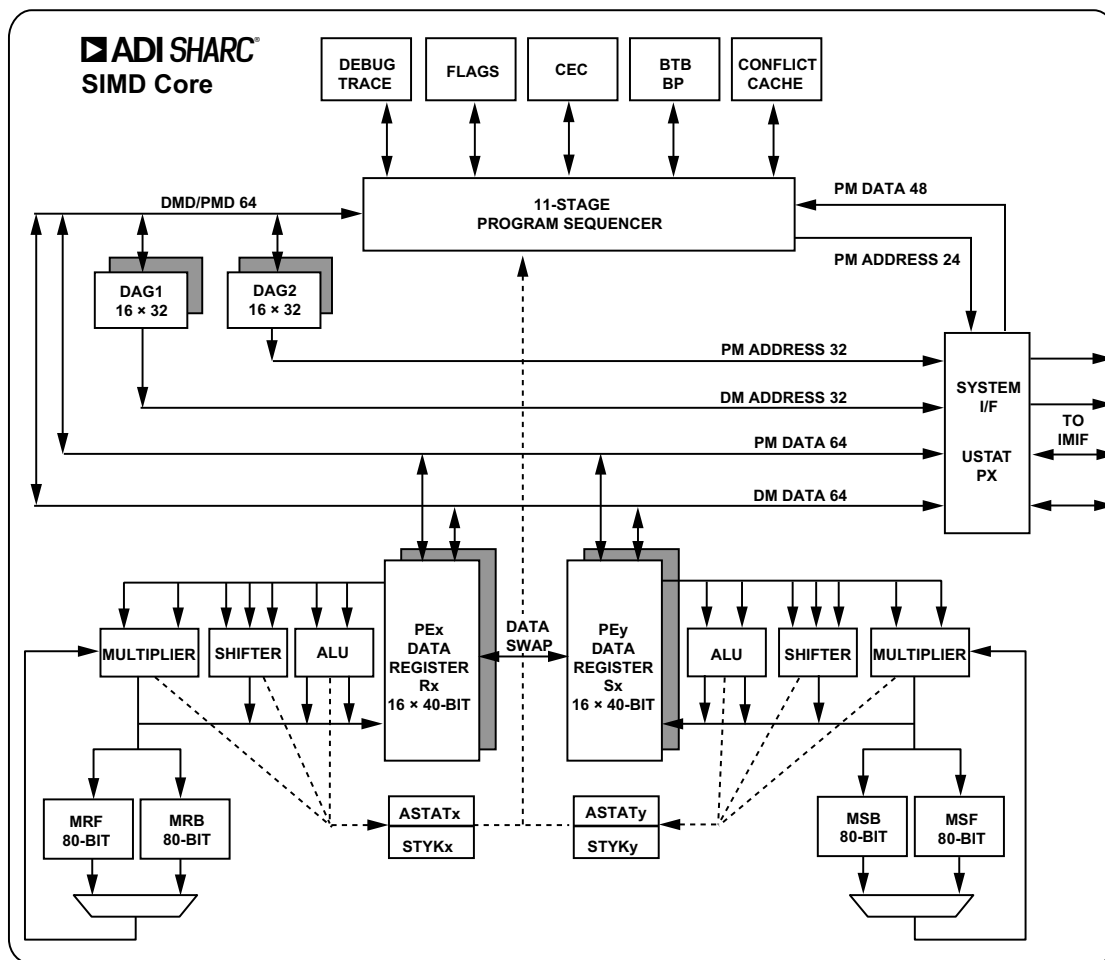 ADI SHARC®
SIMD Core
DEBUG
TRACE
FLAGS
CEC
BTB
BP
CONFLICT
CACHE
DMD/PMD 64
11-STAGE
PROGRAM SEQUENCER
PM DATA 48
PM ADDRESS 24
DAG1
16 × 32
DAG2
16 × 32
PM ADDRESS 32
DM ADDRESS 32
PM DATA 64
DM DATA 64
SYSTEM
I/F
USTAT
PX
TO
IMIF
MULTIPLIER
SHIFTER
ALU
PEx
DATA
REGISTER
Rx
16 × 40-BIT
DATA
SWAP
PEy
DATA
REGISTER
Sx
16 × 40-BIT
ALU
SHIFTER
MULTIPLIER
MRF
80-BIT
MRB
80-BIT
ASTATx
STYKx
ASTATy
STYKy
MSB
80-BIT
MSF
80-BIT